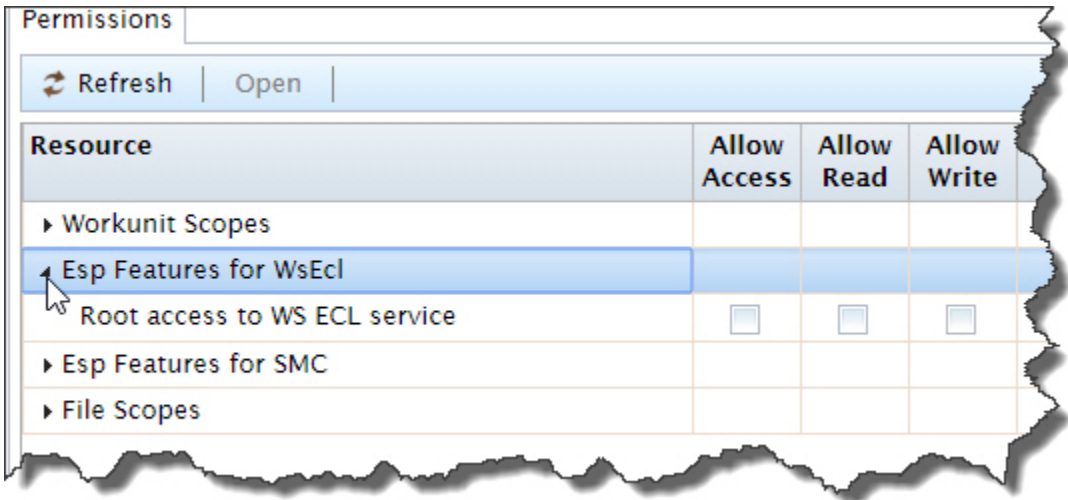 Permissions
Refresh Open
Resource Allow Access Allow Read Allow Write
Workunit Scopes
Esp Features for WsEcl
Root access to WS ECL service
Esp Features for SMC
File Scopes